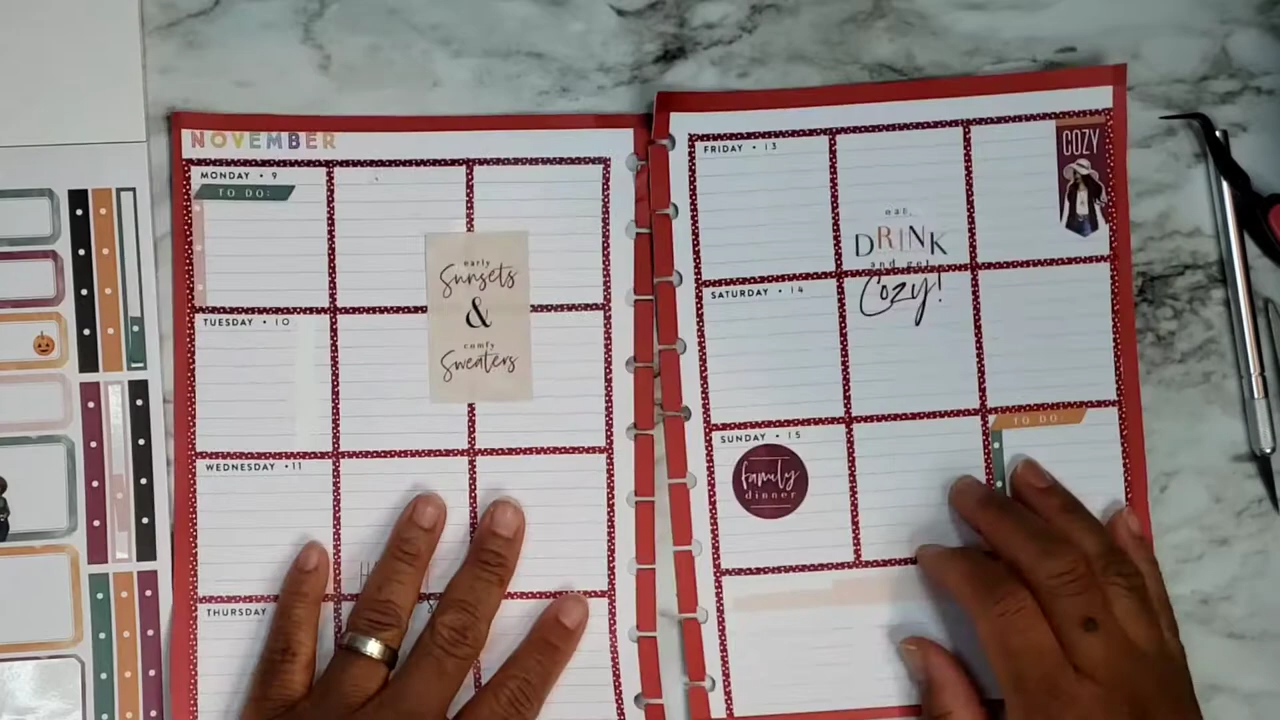 NOVEMBER
MONDAY • 9
TO DO:
early
Sunsets
&
comfy
Sweaters
TUESDAY • 10
WEDNESDAY • 11
THURSDAY
FRIDAY • 13
eat,
DRINK
and get
Cozy!
COZY
SATURDAY • 14
SUNDAY • 15
family
dinner
TO DO: